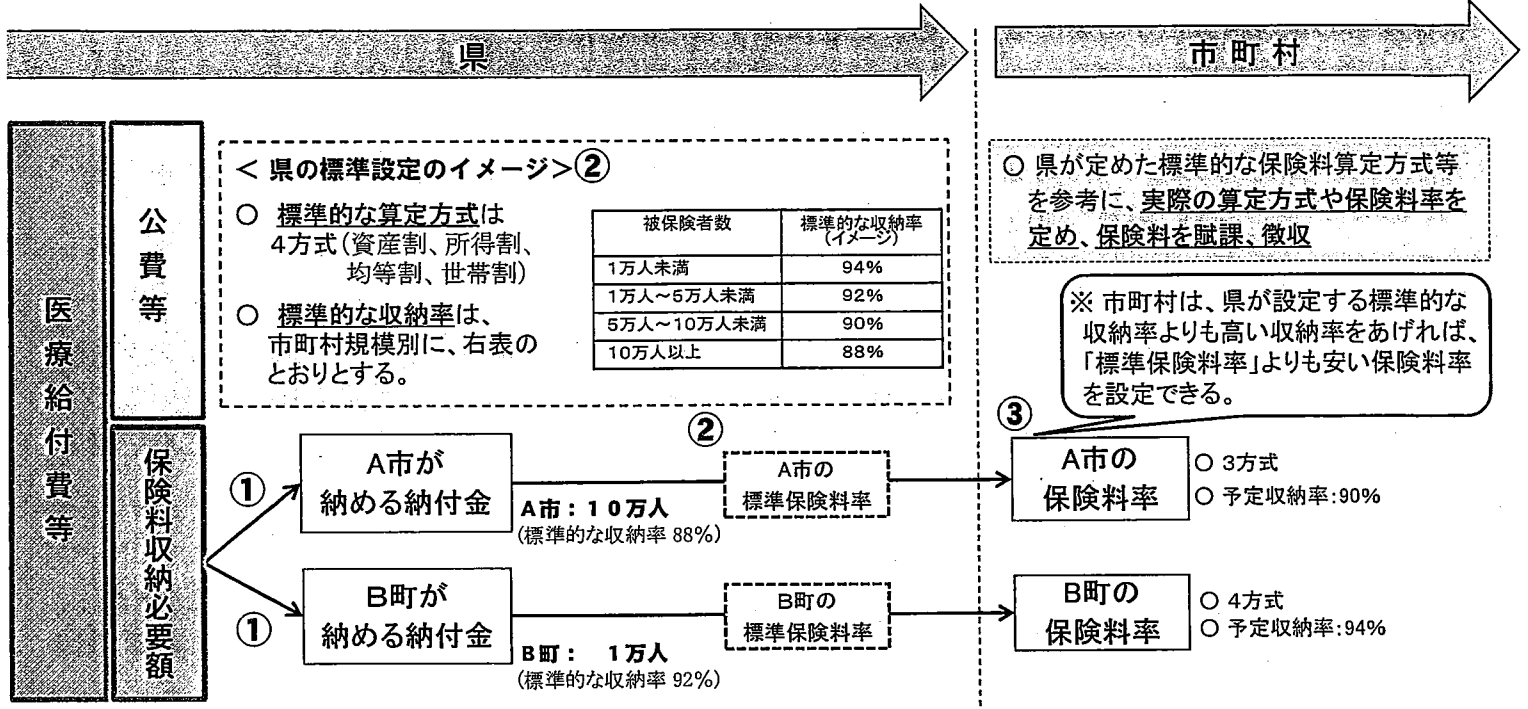 県
市町村
医療給付費等
公費等
保険料収納必要額
＜ 県の標準設定のイメージ＞②
○ 標準的な算定方式は
4方式(資産割、所得割、
均等割、世帯割)
○ 標準的な収納率は、
市町村規模別に、右表の
とおりとする。
被保険者数 標準的な収納率
(イメージ)
1万人未満 94%
1万人～5万人未満 92%
5万人～10万人未満 90%
10万人以上 88%
○ 県が定めた標準的な保険料算定方式等
を参考に、実際の算定方式や保険料率を
定め、保険料を賦課、徴収
※ 市町村は、県が設定する標準的な
収納率よりも高い収納率をあげれば、
「標準保険料率」よりも安い保険料率
を設定できる。
①
A市が
納める納付金
A市：10万人
(標準的な収納率 88%)
②
A市の
標準保険料率
③
A市の
保険料率
○ 3方式
○ 予定収納率:90%
①
B町が
納める納付金
B町： 1万人
(標準的な収納率 92%)
B町の
標準保険料率
B町の
保険料率
○ 4方式
○ 予定収納率:94%